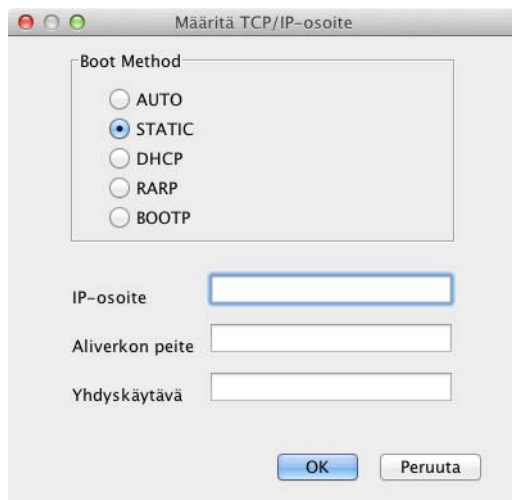 Määritä TCP/IP-osoite
Boot Method
AUTO
STATIC
DHCP
RARP
BOOTP
IP-osoite
Aliverkon peite
Yhdyskäytävä
OK Peruuta